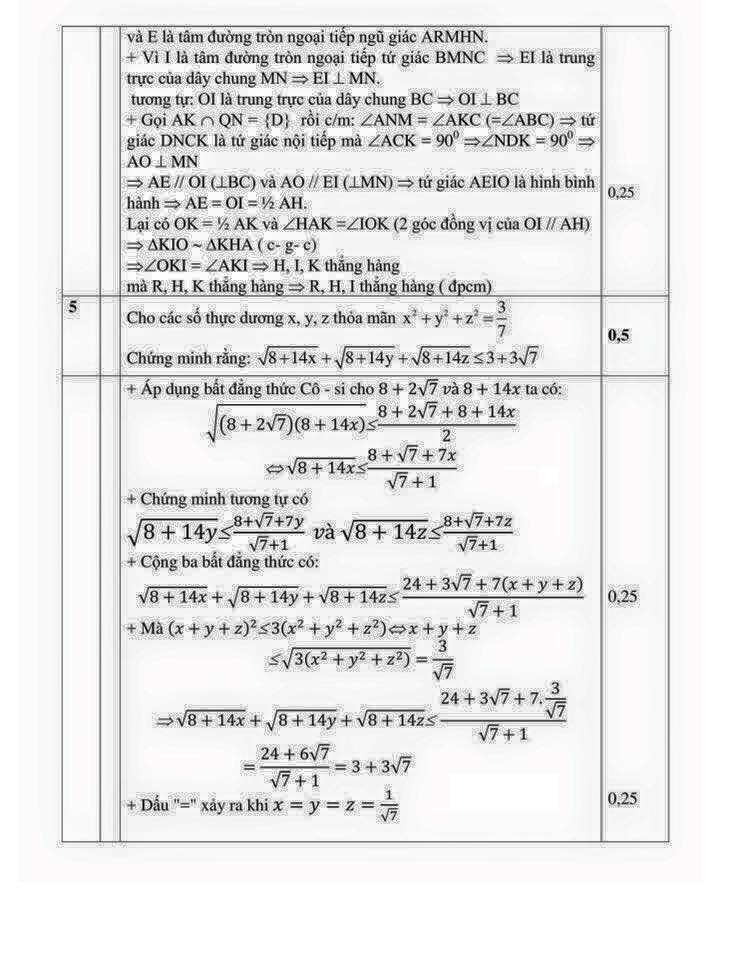 và E là tâm đường tròn ngoại tiếp ngũ giác ARMHN.
+ Vì I là tâm đường tròn ngoại tiếp tứ giác BMNC ⇒ EI là trung
trực của dây chung MN ⇒ EI ⊥ MN.
tương tự: OI là trung trực của dây chung BC ⇒ OI ⊥ BC
+ Gọi AK ∩ QN = {D} rồi c/m: ∠ANM = ∠AKC (=∠ABC) ⇒ tứ
giác DNCK là tứ giác nội tiếp mà ∠ACK = 90⁰ ⇒∠NDK = 90⁰ ⇒
AO ⊥ MN
⇒ AE // OI (⊥BC) và AO // EI (⊥MN) ⇒ tứ giác AEIO là hình bình
hành ⇒ AE = OI = ½ AH.
0,25
Lại có OK = ½ AK và ∠HAK =∠IOK (2 góc đồng vị của OI // AH)
⇒ ΔKIO ~ ΔKHA ( c- g- c)
⇒∠OKI = ∠AKI ⇒ H, I, K thẳng hàng
mà R, H, K thẳng hàng ⇒ R, H, I thẳng hàng ( đpcm)
5
Cho các số thực dương x, y, z thỏa mãn x² + y² + z² = 3/7
0,5
Chứng minh rằng: √(8+14x) + √(8+14y) + √(8+14z) ≤ 3+3√7
+ Áp dụng bất đẳng thức Cô - si cho 8 + 2√7 và 8 + 14x ta có:
√((8 + 2√7)(8 + 14x)) ≤ (8 + 2√7 + 8 + 14x)/2
⇔ √(8 + 14x) ≤ (8 + √7 + 7x)/(√7 + 1)
+ Chứng minh tương tự có
√(8 + 14y) ≤ (8+√7+7y)/(√7+1) và √(8 + 14z) ≤ (8+√7+7z)/(√7+1)
+ Cộng ba bất đẳng thức có:
√(8 + 14x) + √(8 + 14y) + √(8 + 14z) ≤ (24 + 3√7 + 7(x + y + z))/(√7 + 1)
0,25
+ Mà (x + y + z)² ≤ 3(x² + y² + z²) ⇔ x + y + z
≤ √(3(x² + y² + z²)) = 3/√7
⇒ √(8 + 14x) + √(8 + 14y) + √(8 + 14z) ≤ (24 + 3√7 + 7.3/√7)/(√7 + 1)
= (24 + 6√7)/(√7 + 1) = 3 + 3√7
+ Dấu "=" xảy ra khi x = y = z = 1/√7
0,25